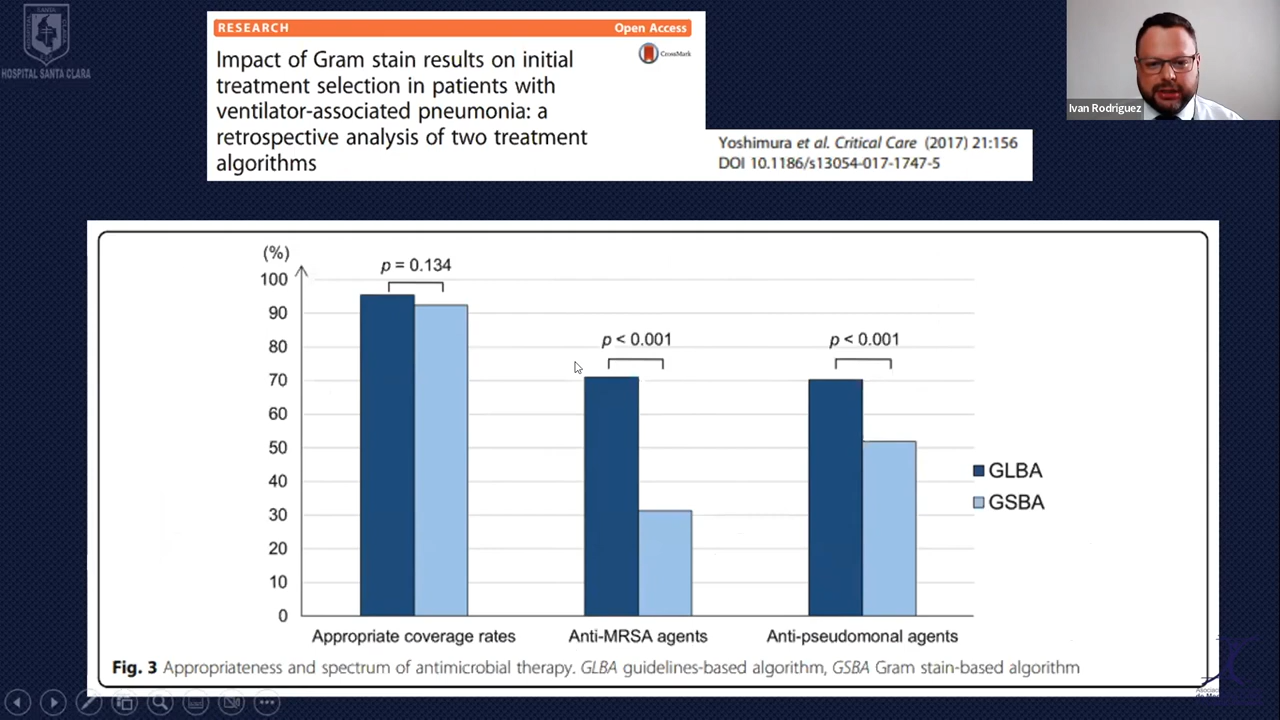 HOSPITAL SANTA CLARA
RESEARCH
Open Access
CrossMark
Impact of Gram stain results on initial
treatment selection in patients with
ventilator-associated pneumonia: a
retrospective analysis of two treatment
algorithms
Yoshimura et al. Critical Care (2017) 21:156
DOI 10.1186/s13054-017-1747-5
Ivan Rodriguez
(%)
100
90
80
70
60
50
40
30
20
10
0
p = 0.134
p < 0.001
p < 0.001
GLBA
GSBA
Appropriate coverage rates
Anti-MRSA agents
Anti-pseudomonal agents
Fig. 3 Appropriateness and spectrum of antimicrobial therapy. GLBA guidelines-based algorithm, GSBA Gram stain-based algorithm